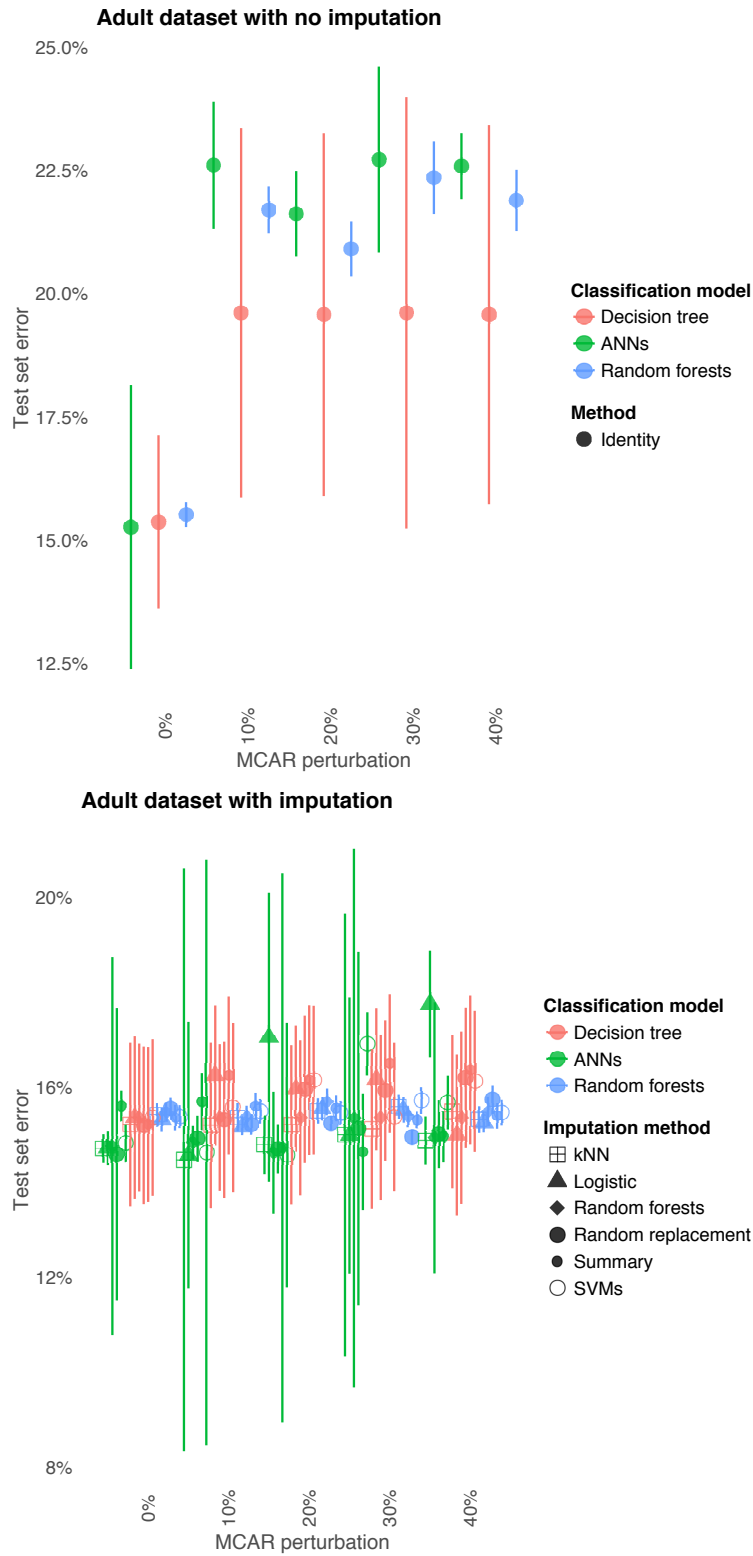 Adult dataset with no imputation
25.0%
22.5%
20.0%
17.5%
15.0%
12.5%
Test set error
0%
10%
20%
30%
40%
MCAR perturbation
Classification model
Decision tree
ANNs
Random forests
Method
Identity
Adult dataset with imputation
20%
16%
12%
8%
Test set error
0%
10%
20%
30%
40%
MCAR perturbation
Classification model
Decision tree
ANNs
Random forests
Imputation method
kNN
Logistic
Random forests
Random replacement
Summary
SVMs